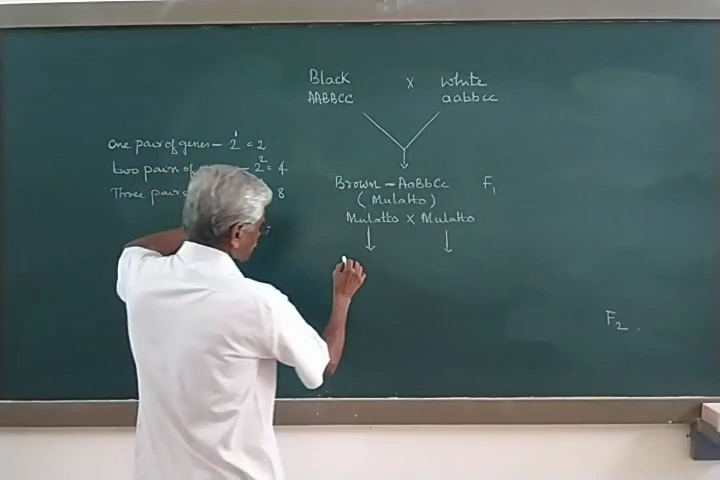 Black x white
AABBCC aabbcc
One pair of genes - 2¹ = 2
two pairs of - 2² = 4
Three pair 8
Brown - AaBbCc F₁
(Mulatto)
Mulatto x Mulatto
F₂.